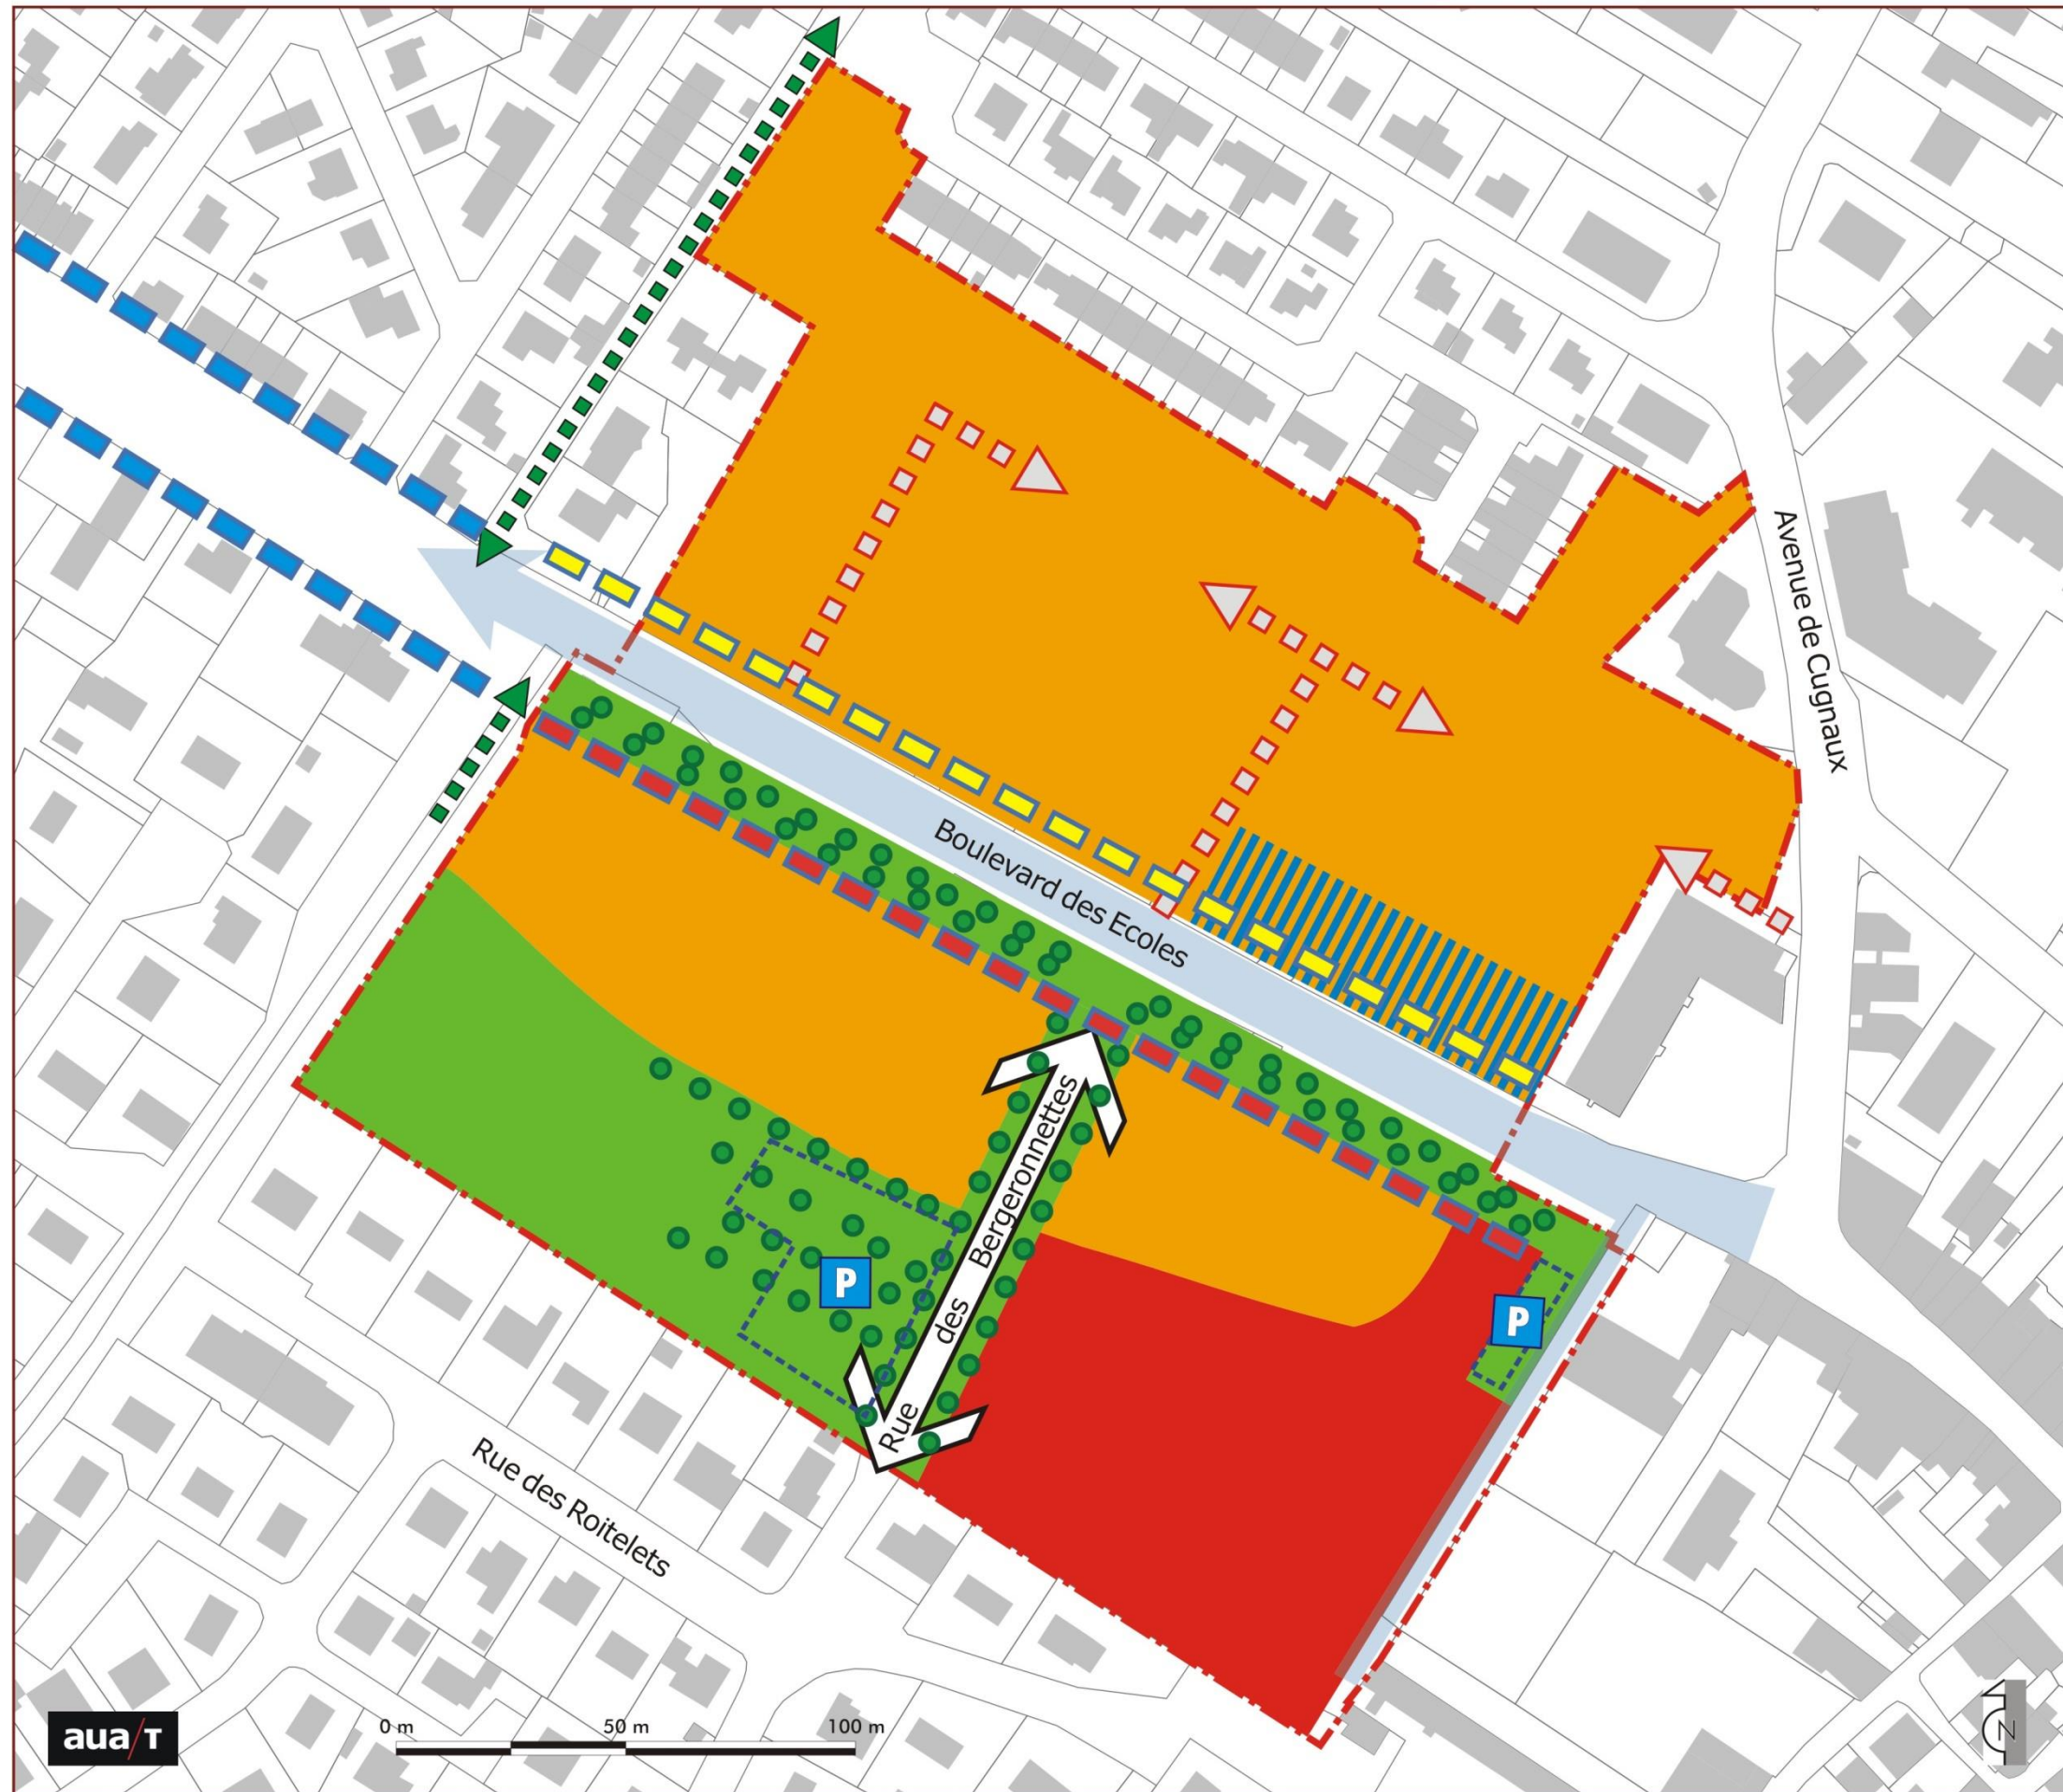 Avenue de Cugnaux
Boulevard des Ecoles
Rue des Bergeronnettes
P
P
Rue des Roitelets
aua/T
0 m 50 m 100 m
N